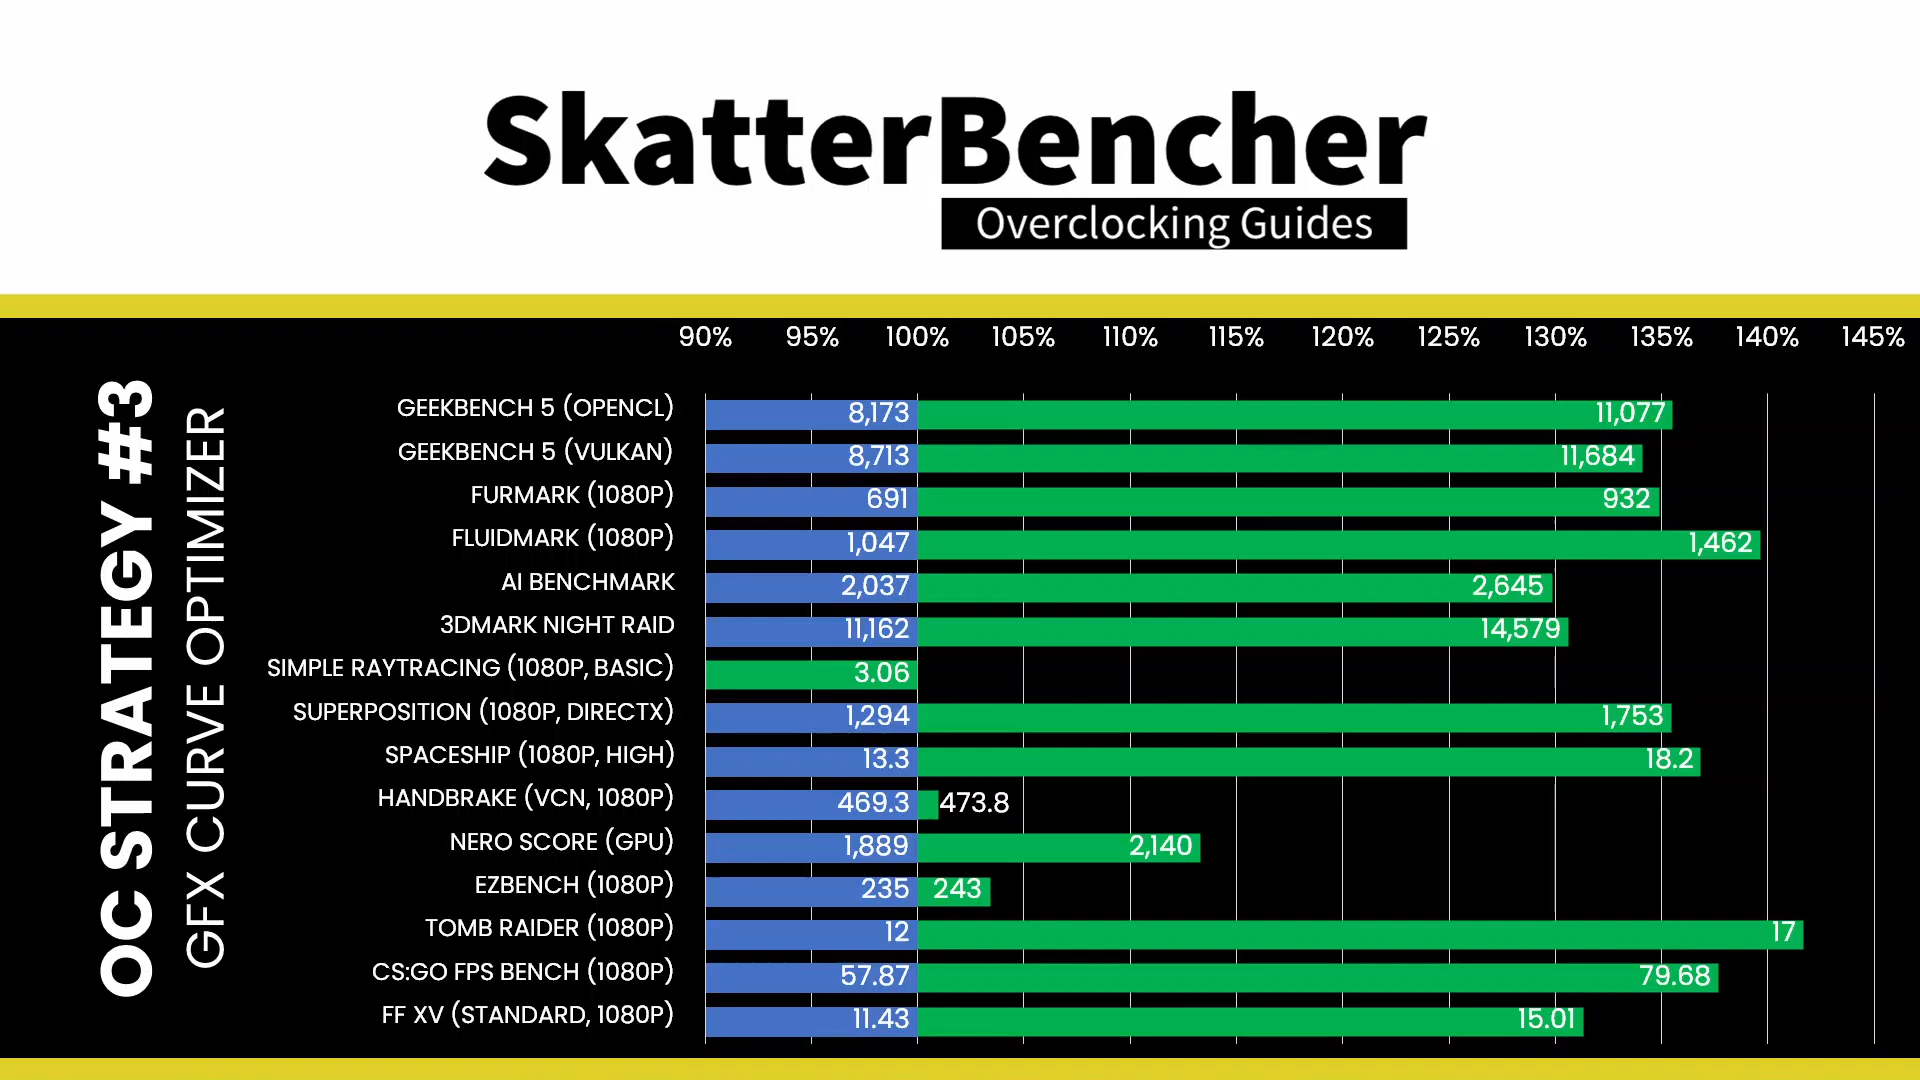 SkatterBencher
Overclocking Guides
90% 95% 100% 105% 110% 115% 120% 125% 130% 135% 140% 145%
OC STRATEGY #3
GFX CURVE OPTIMIZER
GEEKBENCH 5 (OPENCL) 8,173 11,077
GEEKBENCH 5 (VULKAN) 8,713 11,684
FURMARK (1080P) 691 932
FLUIDMARK (1080P) 1,047 1,462
AI BENCHMARK 2,037 2,645
3DMARK NIGHT RAID 11,162 14,579
SIMPLE RAYTRACING (1080P, BASIC) 3.06
SUPERPOSITION (1080P, DIRECTX) 1,294 1,753
SPACESHIP (1080P, HIGH) 13.3 18.2
HANDBRAKE (VCN, 1080P) 469.3 473.8
NERO SCORE (GPU) 1,889 2,140
EZBENCH (1080P) 235 243
TOMB RAIDER (1080P) 12 17
CS:GO FPS BENCH (1080P) 57.87 79.68
FF XV (STANDARD, 1080P) 11.43 15.01